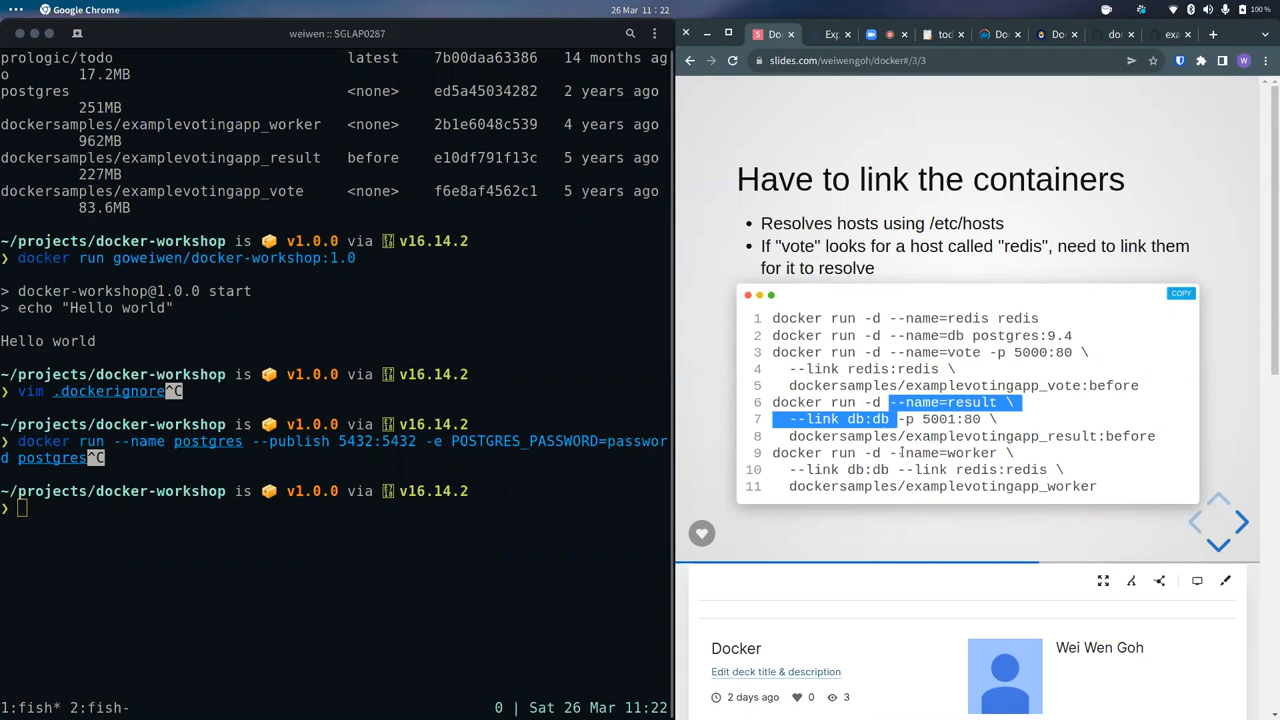 Google Chrome
26 Mar 11 : 22
100 %
weiwen :: SGLAP0287
prologic/todo latest 7b00daa63386 14 months ag
o 17.2MB
postgres <none> ed5a45034282 2 years ago
251MB
dockersamples/examplevotingapp_worker <none> 2b1e6048c539 4 years ago
962MB
dockersamples/examplevotingapp_result before e10df791f13c 5 years ago
227MB
dockersamples/examplevotingapp_vote <none> f6e8af4562c1 5 years ago
83.6MB
~/projects/docker-workshop is 📦 v1.0.0 via v16.14.2
❯ docker run goweiwen/docker-workshop:1.0
> docker-workshop@1.0.0 start
> echo "Hello world"
Hello world
~/projects/docker-workshop is 📦 v1.0.0 via v16.14.2
❯ vim .dockerignore^C
~/projects/docker-workshop is 📦 v1.0.0 via v16.14.2
❯ docker run --name postgres --publish 5432:5432 -e POSTGRES_PASSWORD=passwor
d postgres^C
~/projects/docker-workshop is 📦 v1.0.0 via v16.14.2
❯
1:fish* 2:fish-
0 | Sat 26 Mar 11:22
Do
Exp
tod
Do
Do
do
exa
slides.com/weiwengoh/docker#/3/3
W
Have to link the containers
• Resolves hosts using /etc/hosts
• If "vote" looks for a host called "redis", need to link them
for it to resolve
COPY
1 docker run -d --name=redis redis
2 docker run -d --name=db postgres:9.4
3 docker run -d --name=vote -p 5000:80 \
4 --link redis:redis \
5 dockersamples/examplevotingapp_vote:before
6 docker run -d --name=result \
7 --link db:db -p 5001:80 \
8 dockersamples/examplevotingapp_result:before
9 docker run -d --name=worker \
10 --link db:db --link redis:redis \
11 dockersamples/examplevotingapp_worker
Docker
Edit deck title & description
2 days ago 0 3
Wei Wen Goh